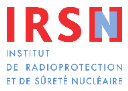 IRSN
INSTITUT
DE RADIOPROTECTION
ET DE SÛRETÉ NUCLÉAIRE